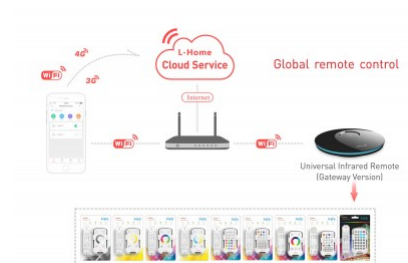 4G
L-Home
Cloud Service
Global remote control
WiFi
3G
Internet
WiFi
WiFi
Universal Infrared Remote
(Gateway Version)